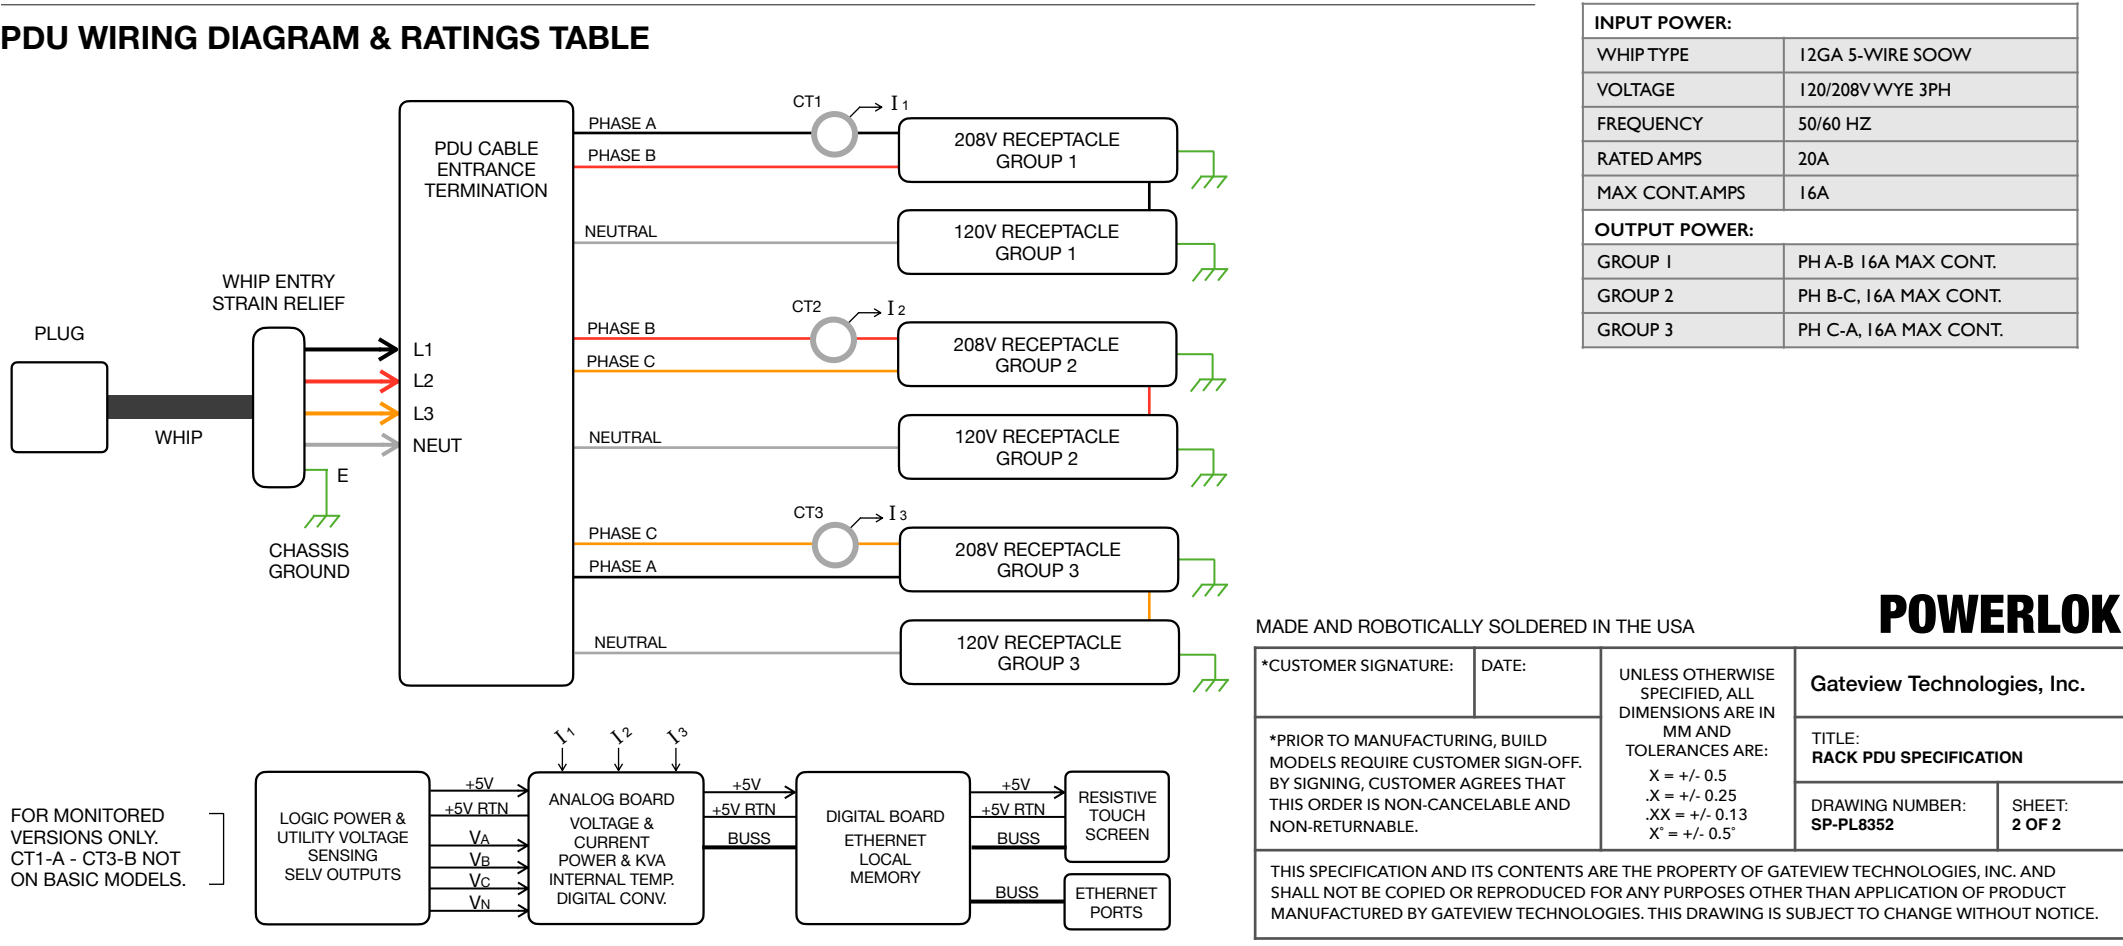 PDU WIRING DIAGRAM & RATINGS TABLE
INPUT POWER:
WHIP TYPE 12GA 5-WIRE SOOW
VOLTAGE 120/208V WYE 3PH
FREQUENCY 50/60 HZ
RATED AMPS 20A
MAX CONT. AMPS 16A
OUTPUT POWER:
GROUP 1 PH A-B 16A MAX CONT.
GROUP 2 PH B-C, 16A MAX CONT.
GROUP 3 PH C-A, 16A MAX CONT.
PLUG
WHIP
WHIP ENTRY
STRAIN RELIEF
E
CHASSIS
GROUND
PDU CABLE
ENTRANCE
TERMINATION
L1
L2
L3
NEUT
PHASE A
CT1
I 1
PHASE B
208V RECEPTACLE
GROUP 1
NEUTRAL
120V RECEPTACLE
GROUP 1
PHASE B
CT2
I 2
PHASE C
208V RECEPTACLE
GROUP 2
NEUTRAL
120V RECEPTACLE
GROUP 2
PHASE C
CT3
I 3
PHASE A
208V RECEPTACLE
GROUP 3
NEUTRAL
120V RECEPTACLE
GROUP 3
FOR MONITORED
VERSIONS ONLY.
CT1-A - CT3-B NOT
ON BASIC MODELS.
LOGIC POWER &
UTILITY VOLTAGE
SENSING
SELV OUTPUTS
+5V
+5V RTN
VA
VB
VC
VN
I 1
I 2
I 3
ANALOG BOARD
VOLTAGE &
CURRENT
POWER & KVA
INTERNAL TEMP.
DIGITAL CONV.
+5V
+5V RTN
BUSS
DIGITAL BOARD
ETHERNET
LOCAL
MEMORY
+5V
+5V RTN
BUSS
BUSS
RESISTIVE
TOUCH
SCREEN
ETHERNET
PORTS
MADE AND ROBOTICALLY SOLDERED IN THE USA
POWERLOK
*CUSTOMER SIGNATURE:
DATE:
*PRIOR TO MANUFACTURING, BUILD
MODELS REQUIRE CUSTOMER SIGN-OFF.
BY SIGNING, CUSTOMER AGREES THAT
THIS ORDER IS NON-CANCELABLE AND
NON-RETURNABLE.
UNLESS OTHERWISE
SPECIFIED, ALL
DIMENSIONS ARE IN
MM AND
TOLERANCES ARE:
X = +/- 0.5
.X = +/- 0.25
.XX = +/- 0.13
X° = +/- 0.5°
Gateview Technologies, Inc.
TITLE:
RACK PDU SPECIFICATION
DRAWING NUMBER:
SP-PL8352
SHEET:
2 OF 2
THIS SPECIFICATION AND ITS CONTENTS ARE THE PROPERTY OF GATEVIEW TECHNOLOGIES, INC. AND
SHALL NOT BE COPIED OR REPRODUCED FOR ANY PURPOSES OTHER THAN APPLICATION OF PRODUCT
MANUFACTURED BY GATEVIEW TECHNOLOGIES. THIS DRAWING IS SUBJECT TO CHANGE WITHOUT NOTICE.